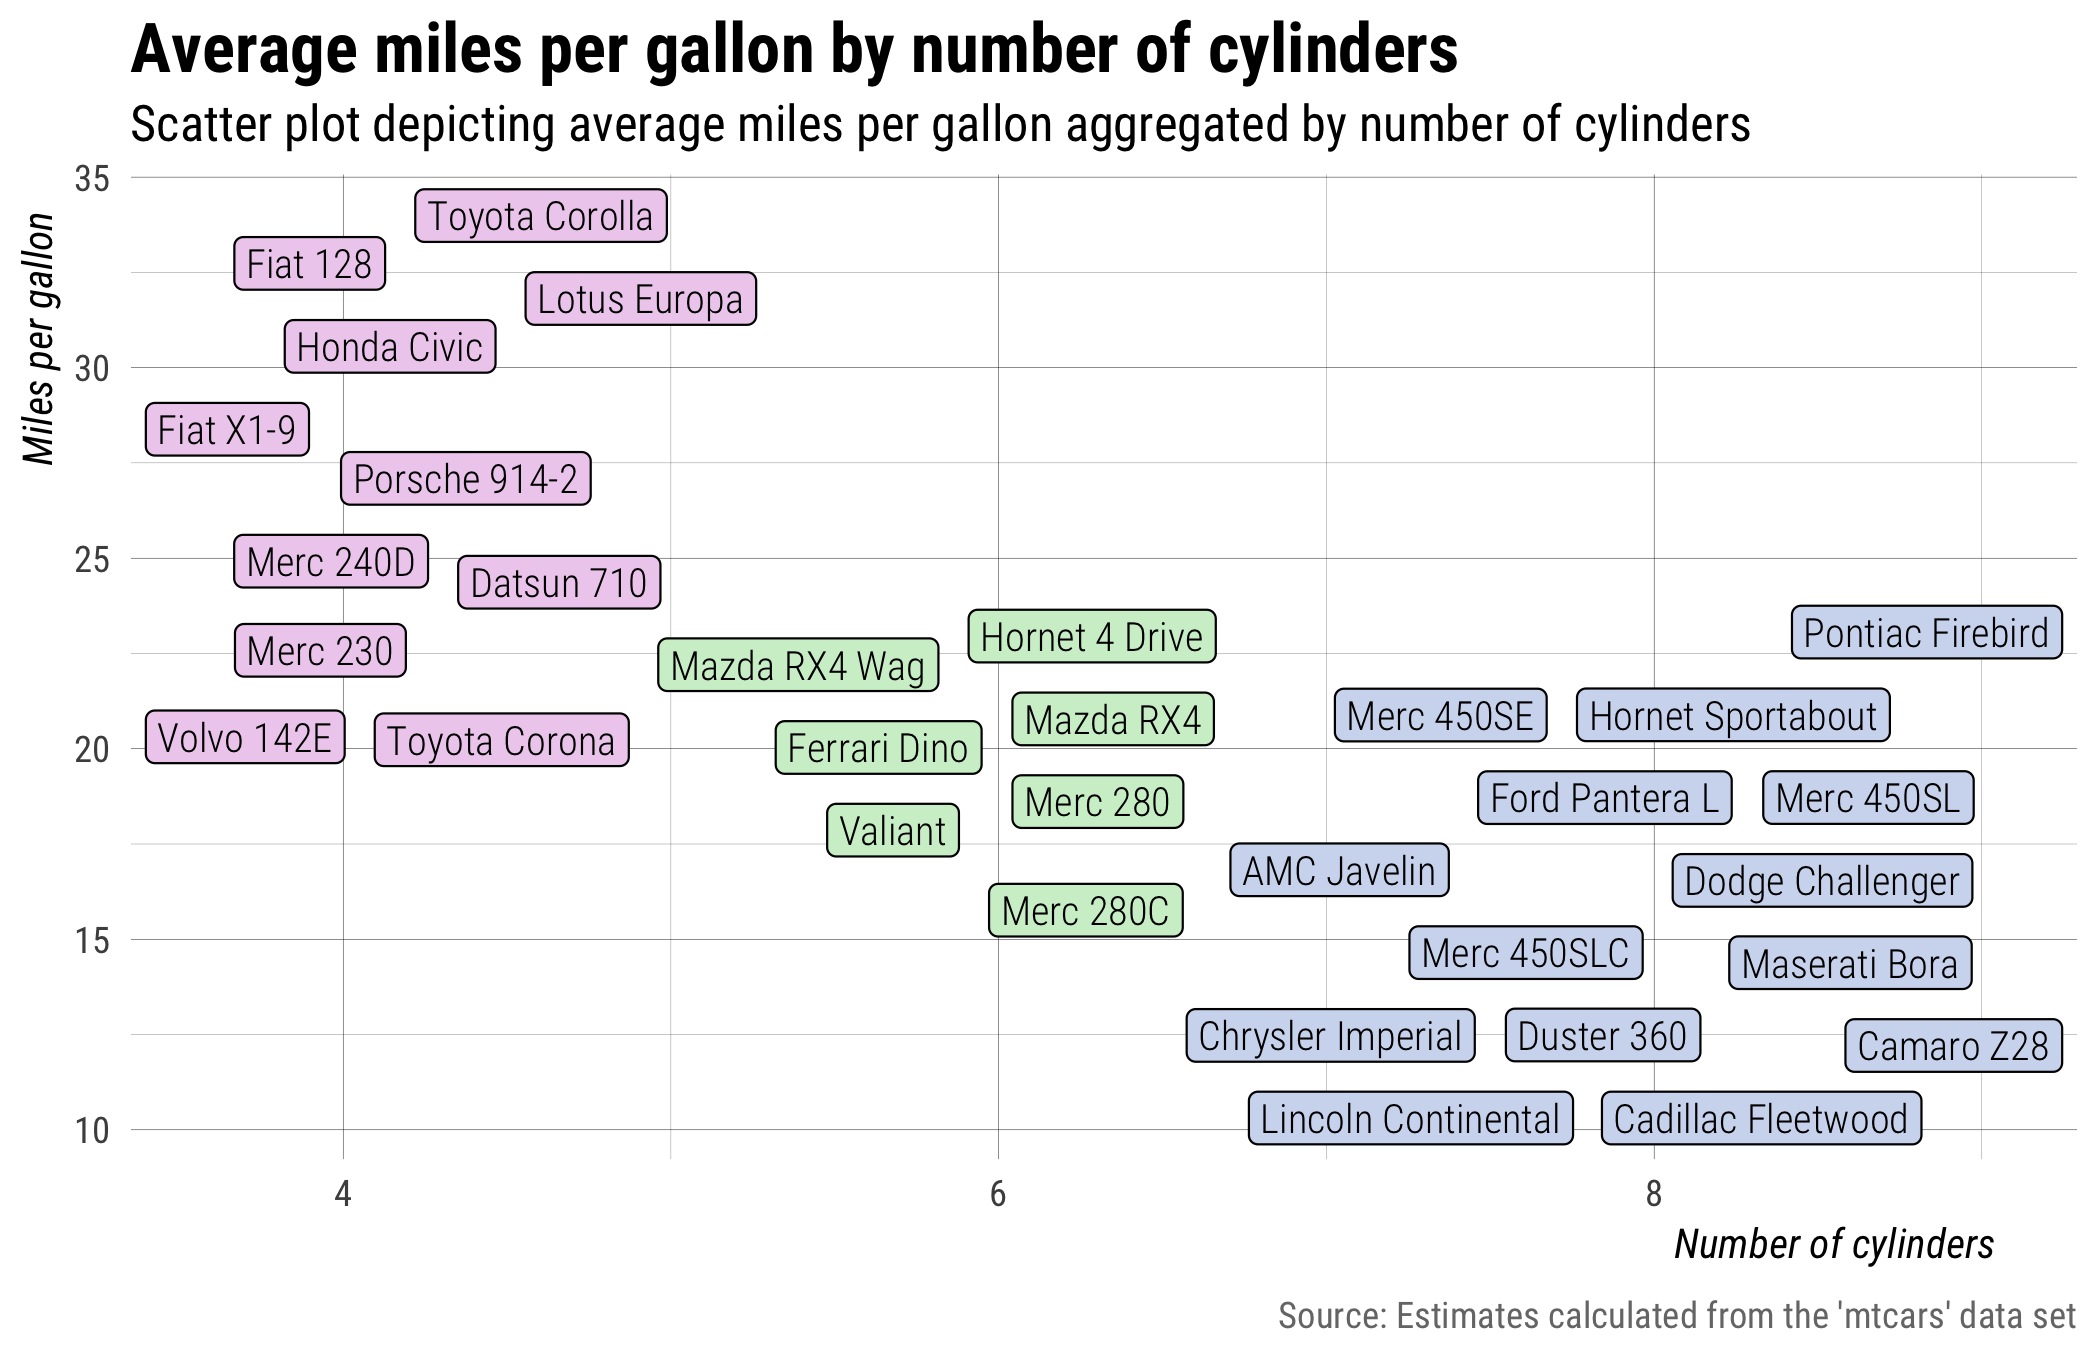 Average miles per gallon by number of cylinders
Scatter plot depicting average miles per gallon aggregated by number of cylinders
Miles per gallon
35
30
25
20
15
10
Toyota Corolla
Fiat 128
Lotus Europa
Honda Civic
Fiat X1-9
Porsche 914-2
Merc 240D
Datsun 710
Merc 230
Volvo 142E
Toyota Corona
Hornet 4 Drive
Mazda RX4 Wag
Mazda RX4
Ferrari Dino
Merc 280
Valiant
Merc 280C
Pontiac Firebird
Merc 450SE
Hornet Sportabout
Ford Pantera L
Merc 450SL
AMC Javelin
Dodge Challenger
Merc 450SLC
Maserati Bora
Chrysler Imperial
Duster 360
Camaro Z28
Lincoln Continental
Cadillac Fleetwood
4
6
8
Number of cylinders
Source: Estimates calculated from the 'mtcars' data set